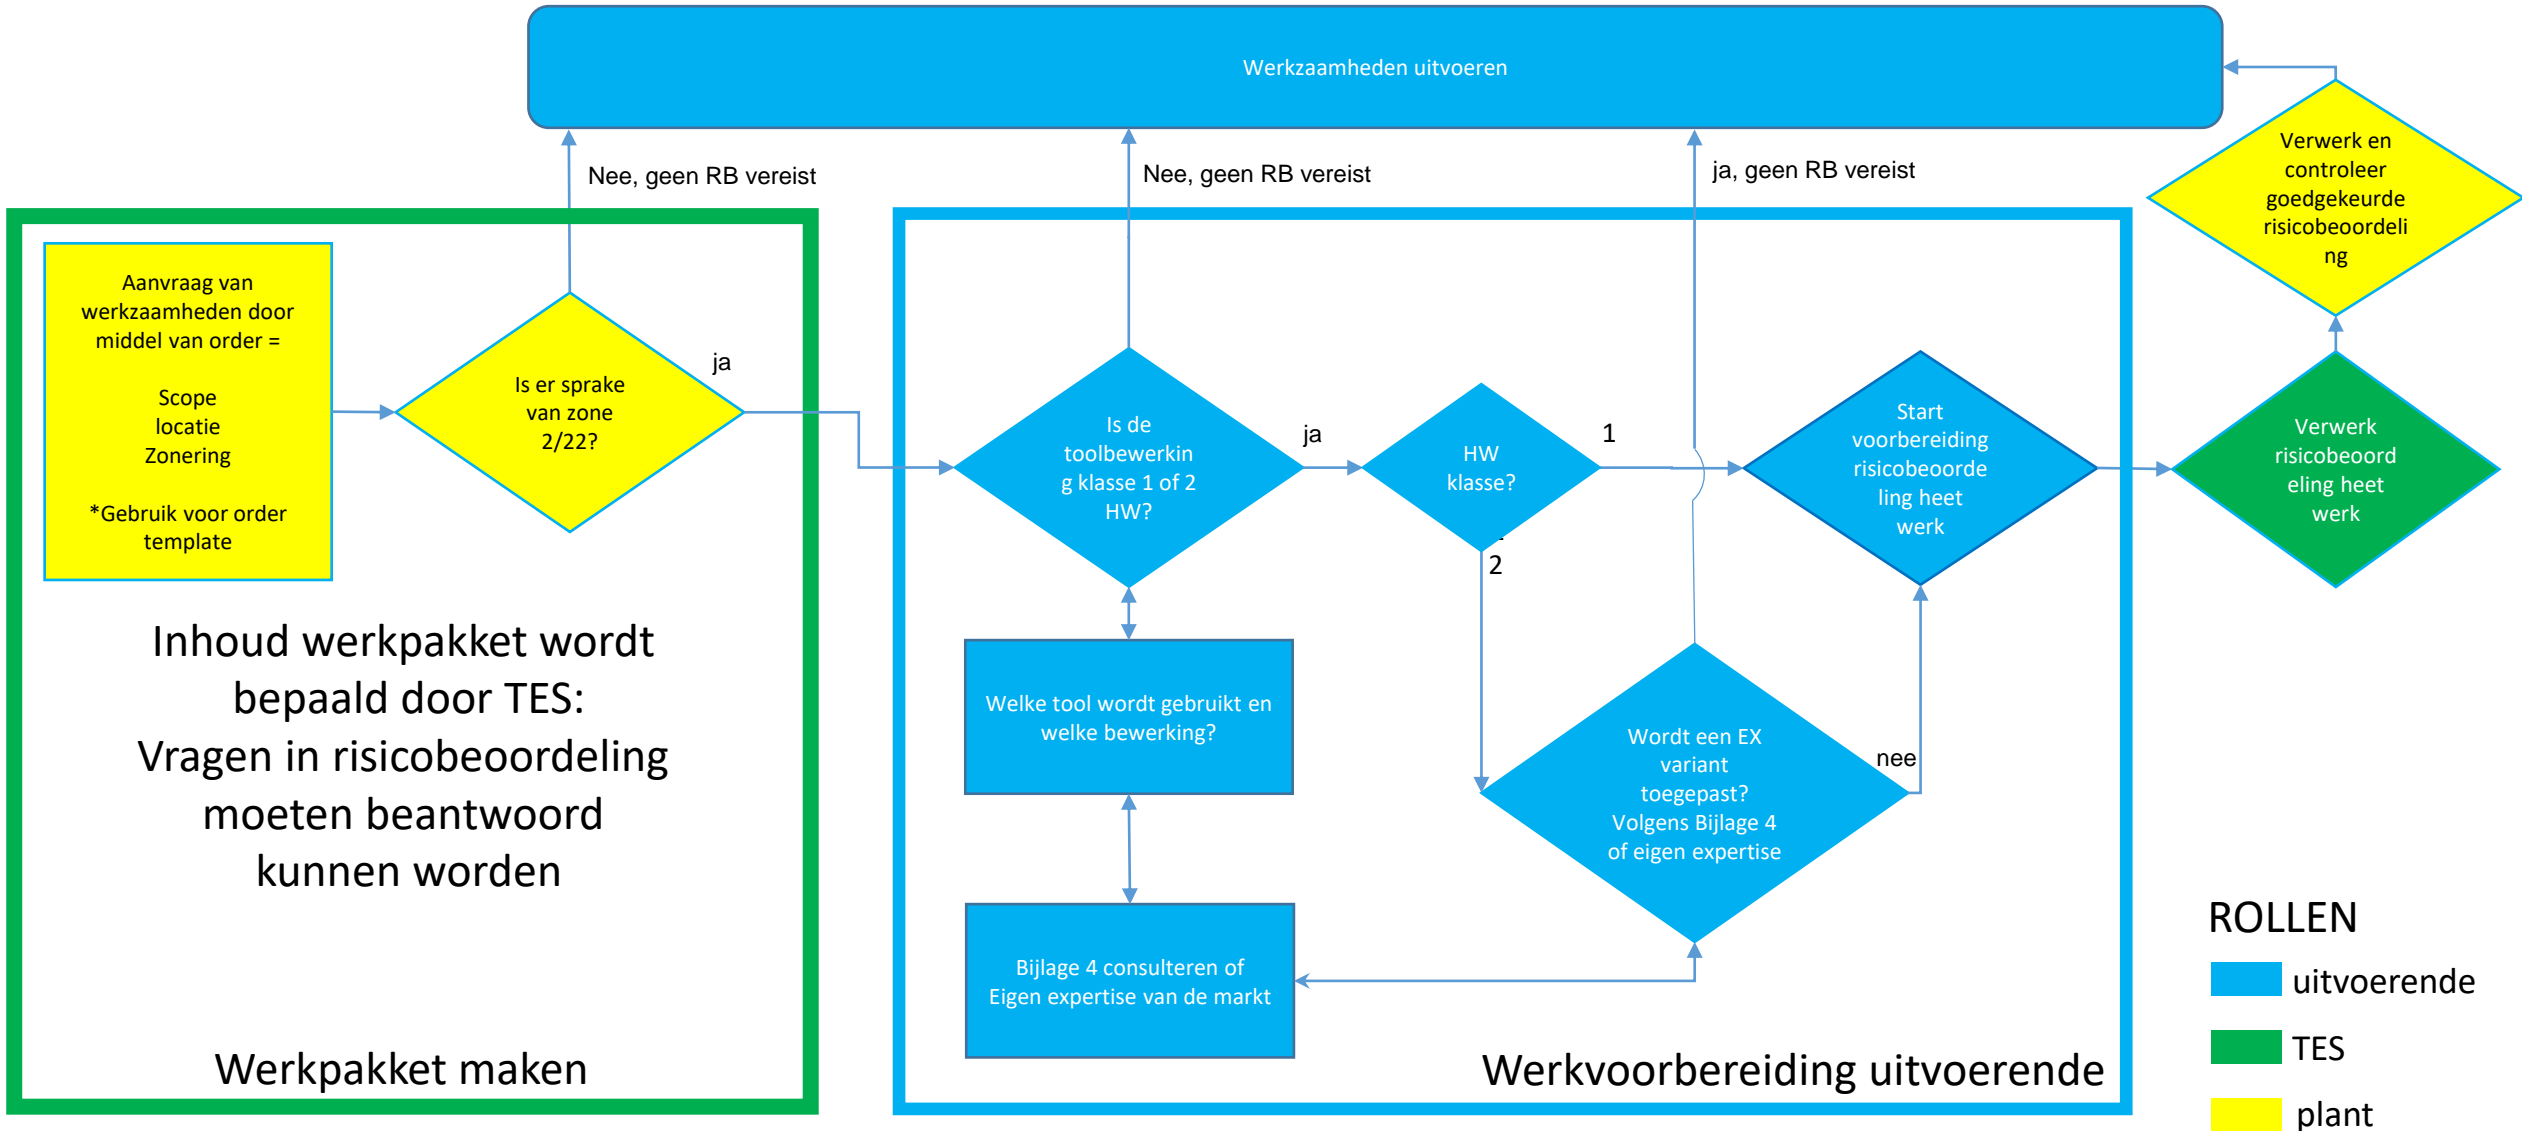 Werkzaamheden uitvoeren
Nee, geen RB vereist
Nee, geen RB vereist
ja, geen RB vereist
Verwerk en
controleer
goedgekeurde
risicobeoordeli
ng
Aanvraag van
werkzaamheden door
middel van order =
Scope
locatie
Zonering
*Gebruik voor order
template
Is er sprake
van zone
2/22?
ja
Is de
toolbewerkin
g klasse 1 of 2
HW?
ja
HW
klasse?
1
2
Start
voorbereiding
risicobeoorde
ling heet
werk
Verwerk
risicobeoord
eling heet
werk
Inhoud werkpakket wordt
bepaald door TES:
Vragen in risicobeoordeling
moeten beantwoord
kunnen worden
Welke tool wordt gebruikt en
welke bewerking?
Wordt een EX
variant
toegepast?
Volgens Bijlage 4
of eigen expertise
nee
Bijlage 4 consulteren of
Eigen expertise van de markt
Werkpakket maken
Werkvoorbereiding uitvoerende
ROLLEN
uitvoerende
TES
plant